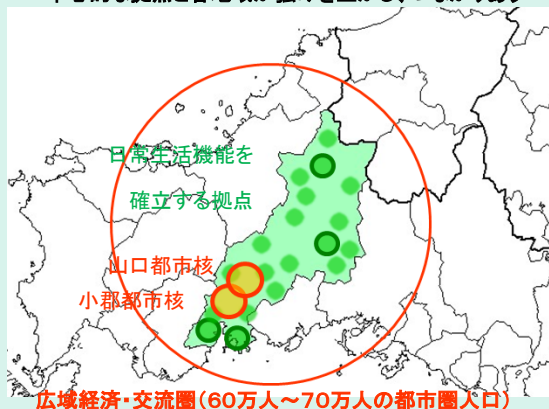 日常生活機能を
確立する拠点
山口都市核
小郡都市核
広域経済・交流圏(60万人～70万人の都市圏人口)